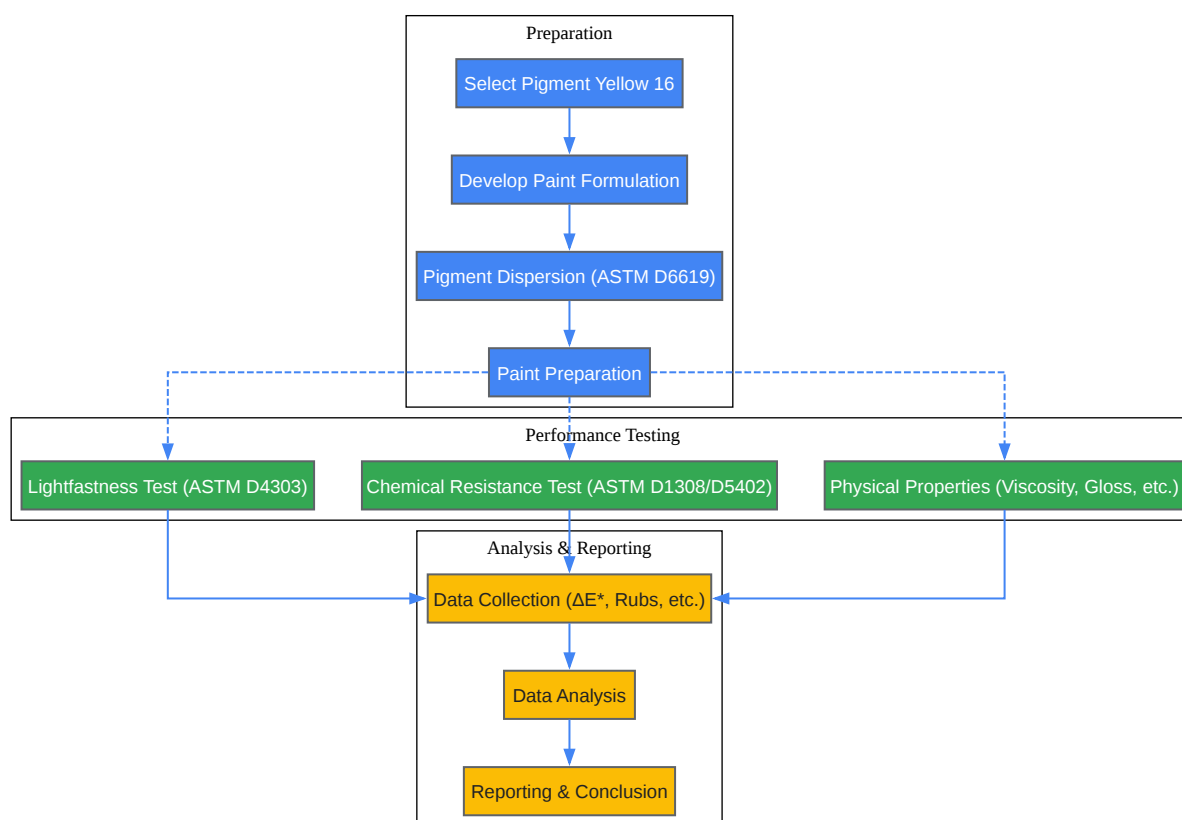 Preparation
Select Pigment Yellow 16
Develop Paint Formulation
Pigment Dispersion (ASTM D6619)
Paint Preparation
Performance Testing
Lightfastness Test (ASTM D4303)
Chemical Resistance Test (ASTM D1308/D5402)
Physical Properties (Viscosity, Gloss, etc.)
Analysis & Reporting
Data Collection (ΔE*, Rubs, etc.)
Data Analysis
Reporting & Conclusion